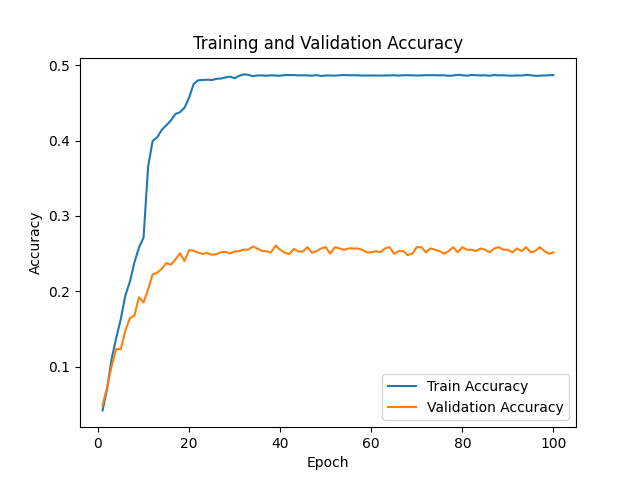 Training and Validation Accuracy
0.5
0.4
0.3
0.2
0.1
Accuracy
Train Accuracy
Validation Accuracy
0 20 40 60 80 100
Epoch